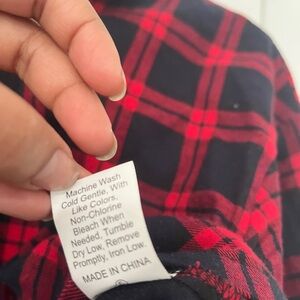 Machine Wash
Cold Gentle, With
Like Colors,
Non-Chlorine
Bleach When
Needed, Tumble
Dry Low, Remove
Promptly, Iron Low.
MADE IN CHINA